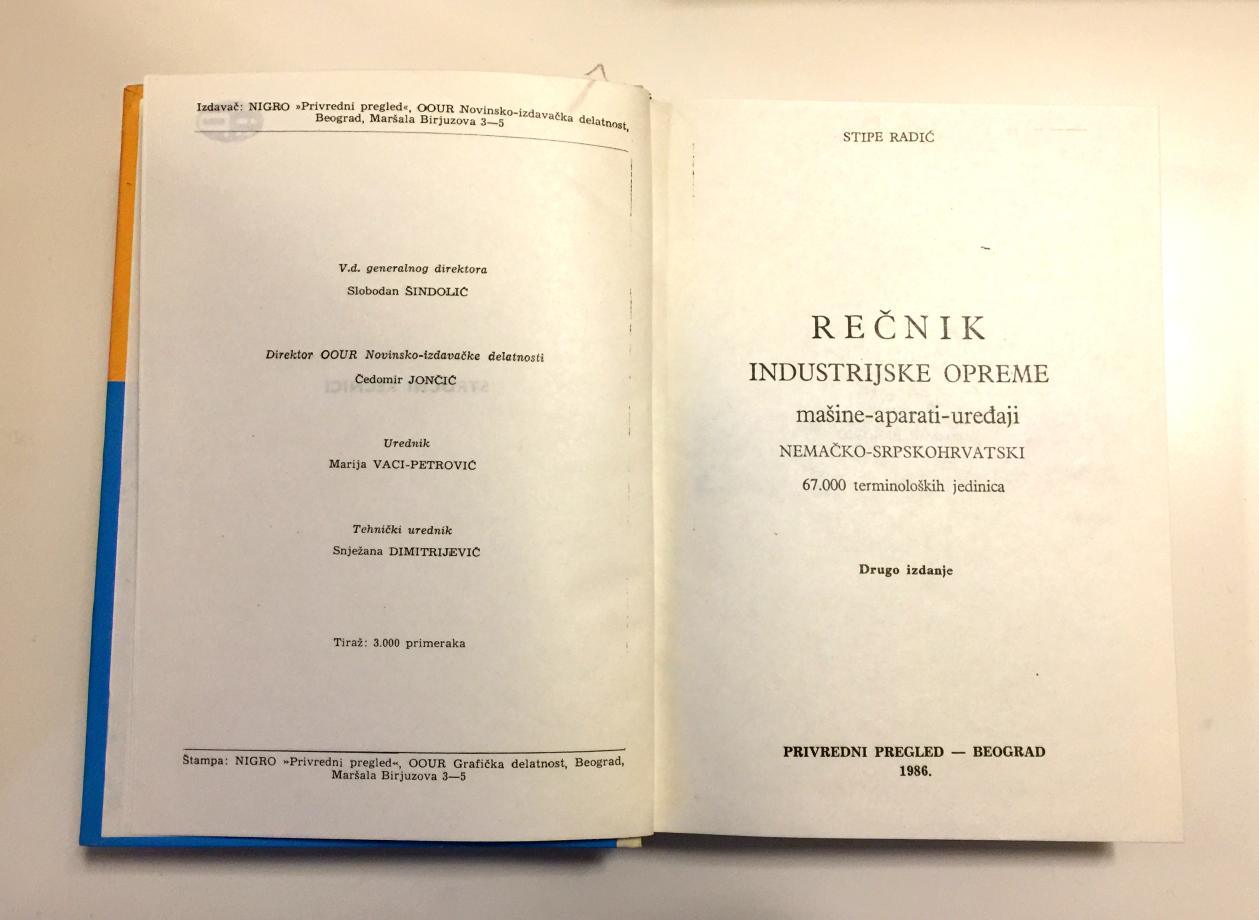 Izdavač: NIGRO »Privredni pregled«, OOUR Novinsko-izdavačka delatnost,
Beograd, Maršala Birjuzova 3—5
V.d. generalnog direktora
Slobodan ŠINDOLIĆ
Direktor OOUR Novinsko-izdavačke delatnosti
Čedomir JONČIĆ
Urednik
Marija VACI-PETROVIĆ
Tehnički urednik
Snježana DIMITRIJEVIĆ
Tiraž: 3.000 primeraka
Štampa: NIGRO »Privredni pregled«, OOUR Grafička delatnost, Beograd,
Maršala Birjuzova 3—5
STIPE RADIĆ
REČNIK
INDUSTRIJSKE OPREME
mašine-aparati-uređaji
NEMAČKO-SRPSKOHRVATSKI
67.000 terminoloških jedinica
Drugo izdanje
PRIVREDNI PREGLED — BEOGRAD
1986.